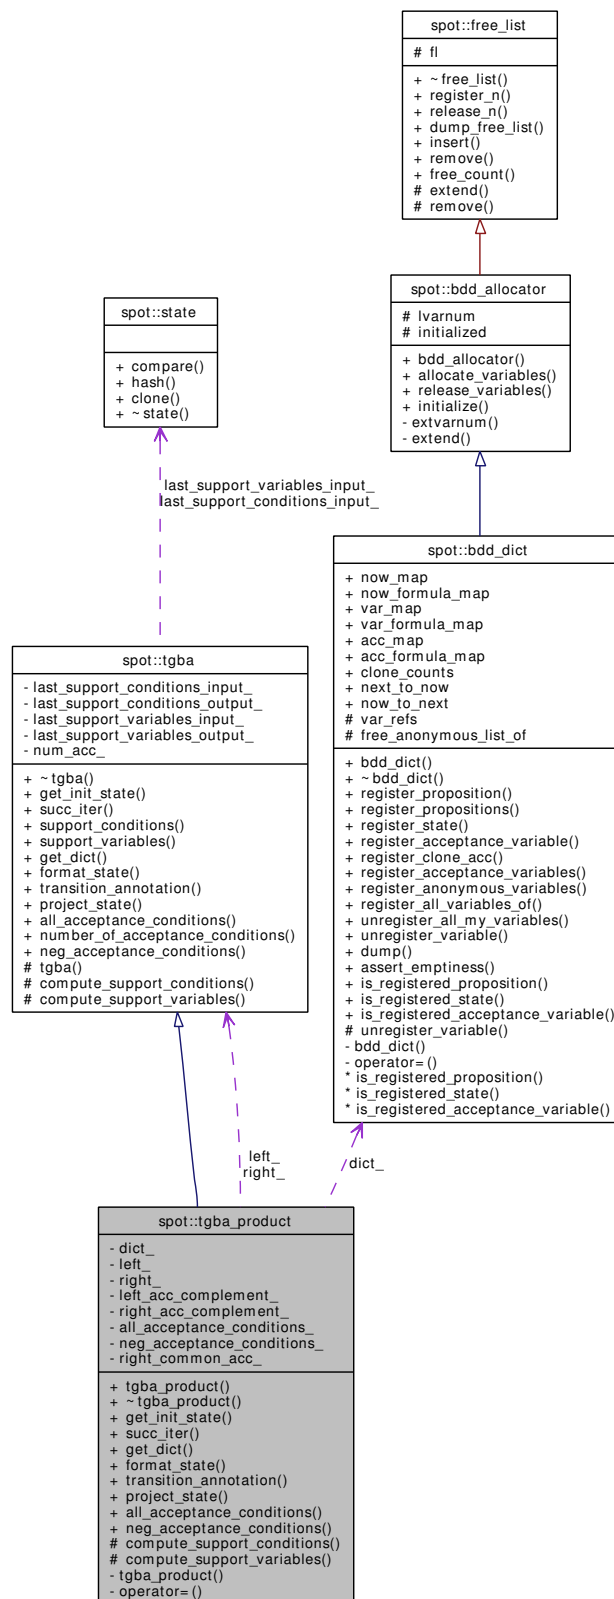 spot::free_list
# fl
+ ~free_list()
+ register_n()
+ release_n()
+ dump_free_list()
+ insert()
+ remove()
+ free_count()
# extend()
# remove()
spot::bdd_allocator
# lvarnum
# initialized
+ bdd_allocator()
+ allocate_variables()
+ release_variables()
+ initialize()
- extvarnum()
- extend()
spot::state
+ compare()
+ hash()
+ clone()
+ ~state()
last_support_variables_input_
last_support_conditions_input_
spot::bdd_dict
+ now_map
+ now_formula_map
+ var_map
+ var_formula_map
+ acc_map
+ acc_formula_map
+ clone_counts
+ next_to_now
+ now_to_next
# var_refs
# free_anonymous_list_of
+ bdd_dict()
+ ~bdd_dict()
+ register_proposition()
+ register_propositions()
+ register_state()
+ register_acceptance_variable()
+ register_clone_acc()
+ register_acceptance_variables()
+ register_anonymous_variables()
+ register_all_variables_of()
+ unregister_all_my_variables()
+ unregister_variable()
+ dump()
+ assert_emptiness()
+ is_registered_proposition()
+ is_registered_state()
+ is_registered_acceptance_variable()
# unregister_variable()
- bdd_dict()
- operator=()
* is_registered_proposition()
* is_registered_state()
* is_registered_acceptance_variable()
spot::tgba
- last_support_conditions_input_
- last_support_conditions_output_
- last_support_variables_input_
- last_support_variables_output_
- num_acc_
+ ~tgba()
+ get_init_state()
+ succ_iter()
+ support_conditions()
+ support_variables()
+ get_dict()
+ format_state()
+ transition_annotation()
+ project_state()
+ all_acceptance_conditions()
+ number_of_acceptance_conditions()
+ neg_acceptance_conditions()
# tgba()
# compute_support_conditions()
# compute_support_variables()
left_
right_
dict_
spot::tgba_product
- dict_
- left_
- right_
- left_acc_complement_
- right_acc_complement_
- all_acceptance_conditions_
- neg_acceptance_conditions_
- right_common_acc_
+ tgba_product()
+ ~tgba_product()
+ get_init_state()
+ succ_iter()
+ get_dict()
+ format_state()
+ transition_annotation()
+ project_state()
+ all_acceptance_conditions()
+ neg_acceptance_conditions()
# compute_support_conditions()
# compute_support_variables()
- tgba_product()
- operator=()